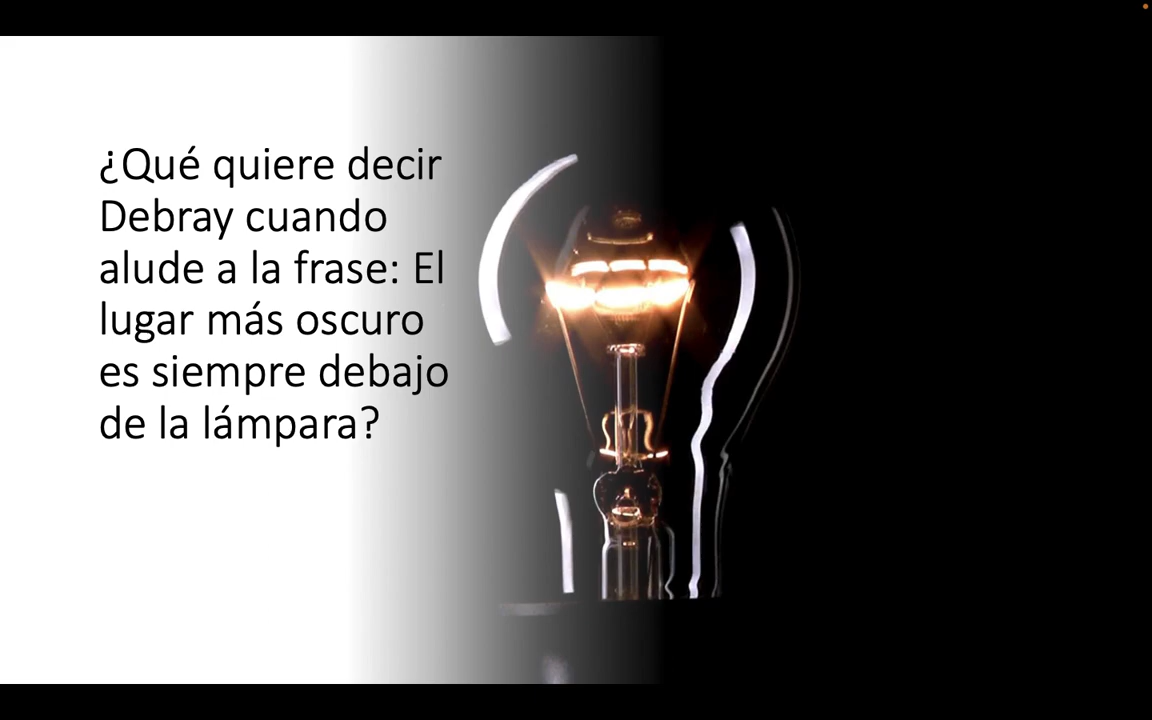 ¿Qué quiere decir
Debray cuando
alude a la frase: El
lugar más oscuro
es siempre debajo
de la lámpara?